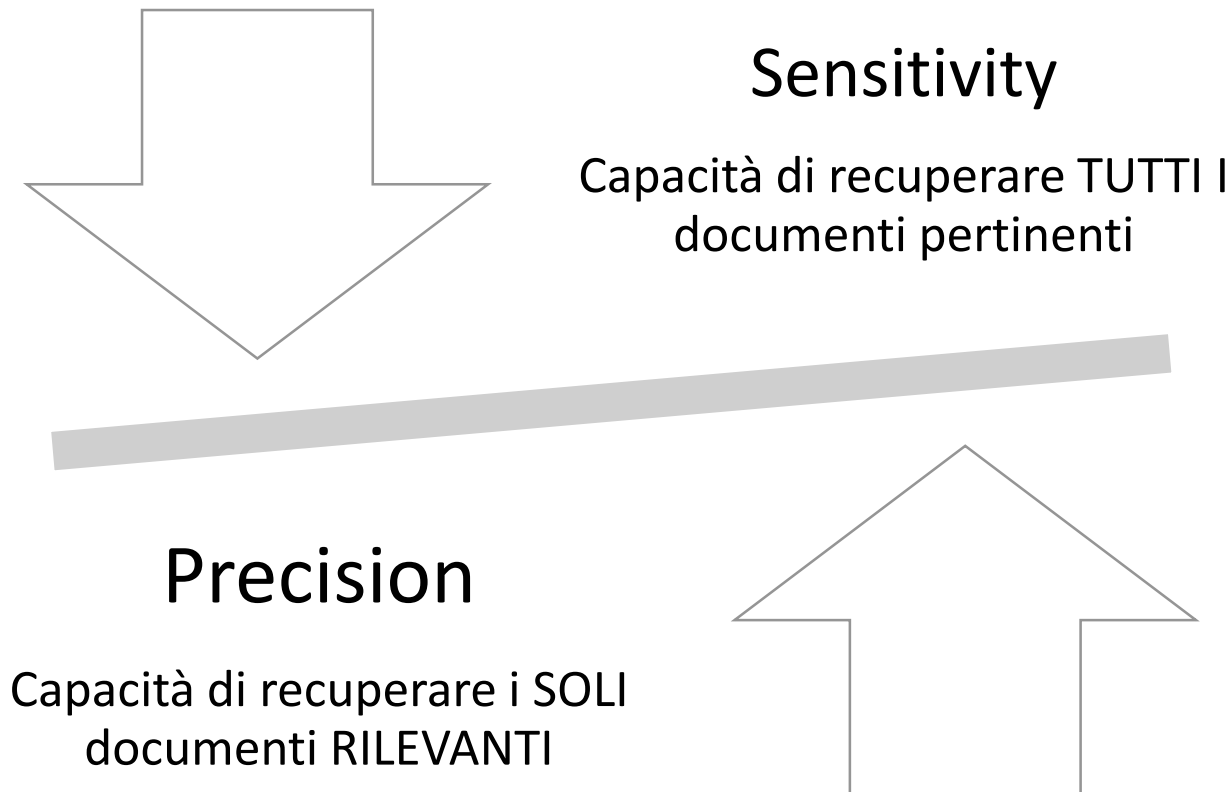 Sensitivity
Capacità di recuperare TUTTI I
documenti pertinenti
Precision
Capacità di recuperare i SOLI
documenti RILEVANTI